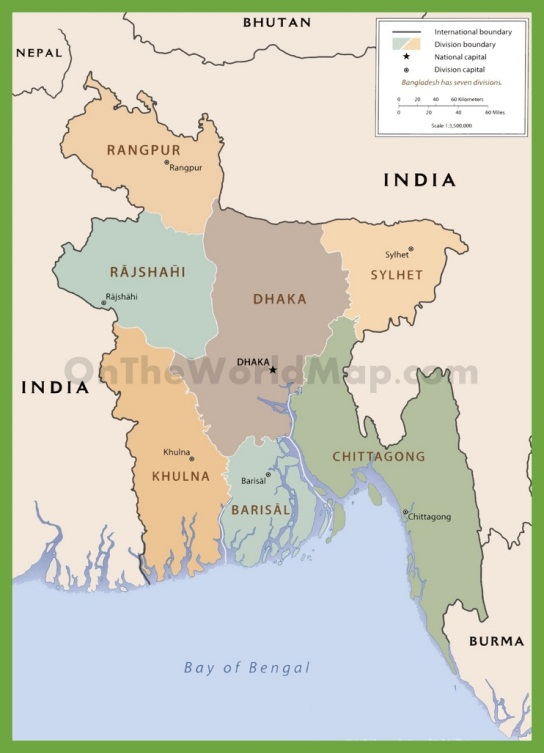 BHUTAN
NEPAL
International boundary
Division boundary
National capital
Division capital
Bangladesh has seven divisions.
0 20 40 60 Kilometers
0 20 40 60 Miles
Scale 1:3,500,000
RANGPUR
Rangpur
INDIA
Sylhet
SYLHET
RĀJSHAHI
Rājshāhi
DHAKA
DHAKA
OnTheWorldMap.com
INDIA
Khulna
KHULNA
Barisāl
BARISĀL
CHITTAGONG
Chittagong
BURMA
Bay of Bengal